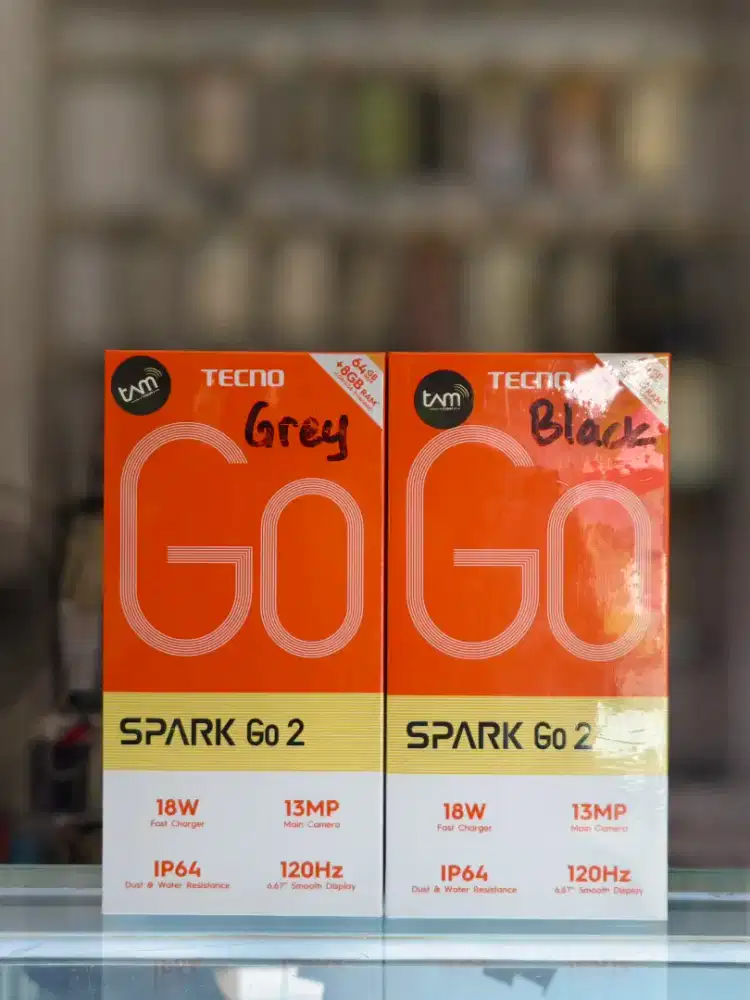 tam
TECNO
64GB
+8GB RAM
Grey
Go
SPARK Go 2
18W
Fast Charger
13MP
Main Camera
IP64
Dust & Water Resistance
120Hz
6.67" Smooth Display
tam
TECNO
Black
Go
SPARK Go 2
18W
Fast Charger
13MP
Main Camera
IP64
Dust & Water Resistance
120Hz
6.67" Smooth Display